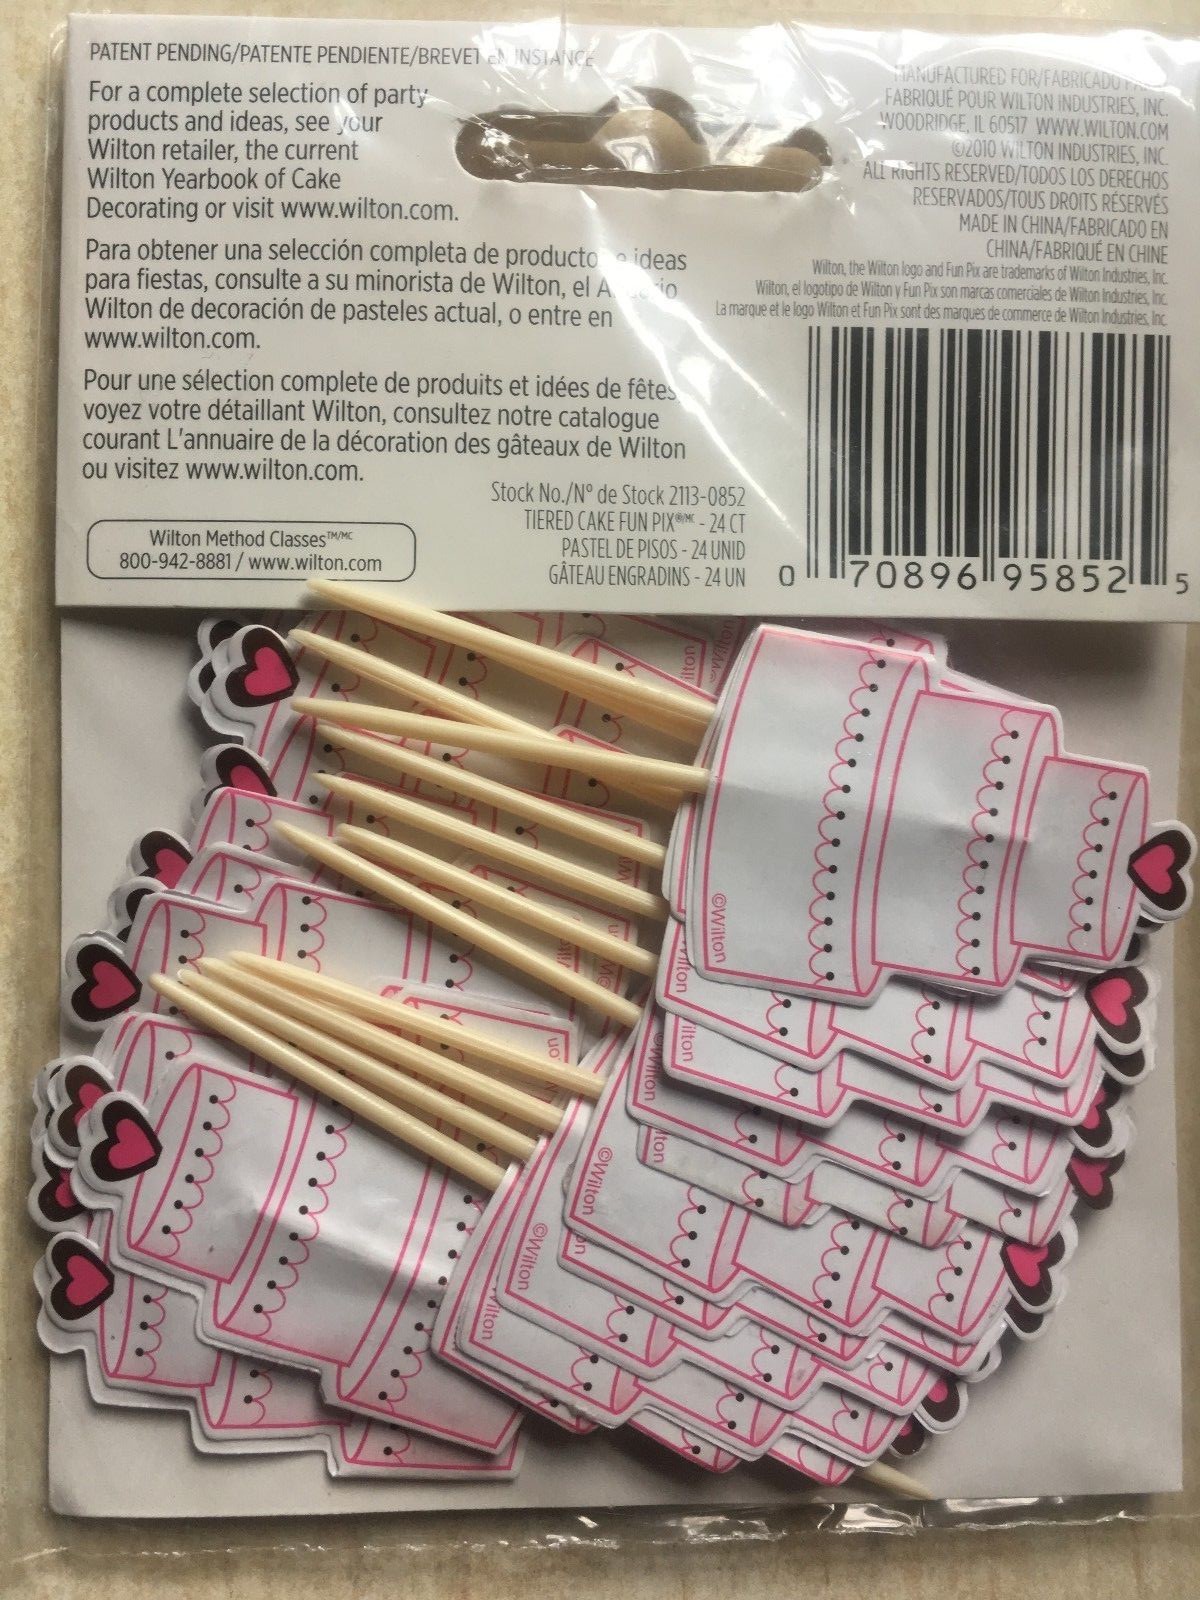 PATENT PENDING/PATENTE PENDIENTE/BREVET EN INSTANCE
For a complete selection of party
products and ideas, see your
Wilton retailer, the current
Wilton Yearbook of Cake
Decorating or visit www.wilton.com.
Para obtener una selección completa de producto e ideas
para fiestas, consulte a su minorista de Wilton, el
Wilton de decoración de pasteles actual, o entre en
www.wilton.com.
Pour une sélection complete de produits et idées de fêtes,
voyez votre détaillant Wilton, consultez notre catalogue
courant L'annuaire de la décoration des gâteaux de Wilton
ou visitez www.wilton.com.
Wilton Method Classes™/MC
800-942-8881 / www.wilton.com
Stock No./Nº de Stock 2113-0852
TIERED CAKE FUN PIX®/MC - 24 CT
PASTEL DE PISOS - 24 UNID
GÂTEAU ENGRADINS - 24 UN
MANUFACTURED FOR/FABRICADO
FABRIQUÉ POUR WILTON INDUSTRIES, INC.
WOODRIDGE, IL 60517 WWW.WILTON.COM
©2010 WILTON INDUSTRIES, INC.
ALL RIGHTS RESERVED/TODOS LOS DERECHOS
RESERVADOS/TOUS DROITS RÉSERVÉS
MADE IN CHINA/FABRICADO EN
CHINA/FABRIQUÉ EN CHINE
Wilton, the Wilton logo and Fun Pix are trademarks of Wilton Industries, Inc.
Wilton, el logotipo de Wilton y Fun Pix son marcas comerciales de Wilton Industries, Inc.
La marque et le logo Wilton et Fun Pix sont des marques de commerce de Wilton Industries, Inc.
0 70896 95852 5
©Wilton
©Wilton
©Wilton
©Wilton
Wilton
Wilton